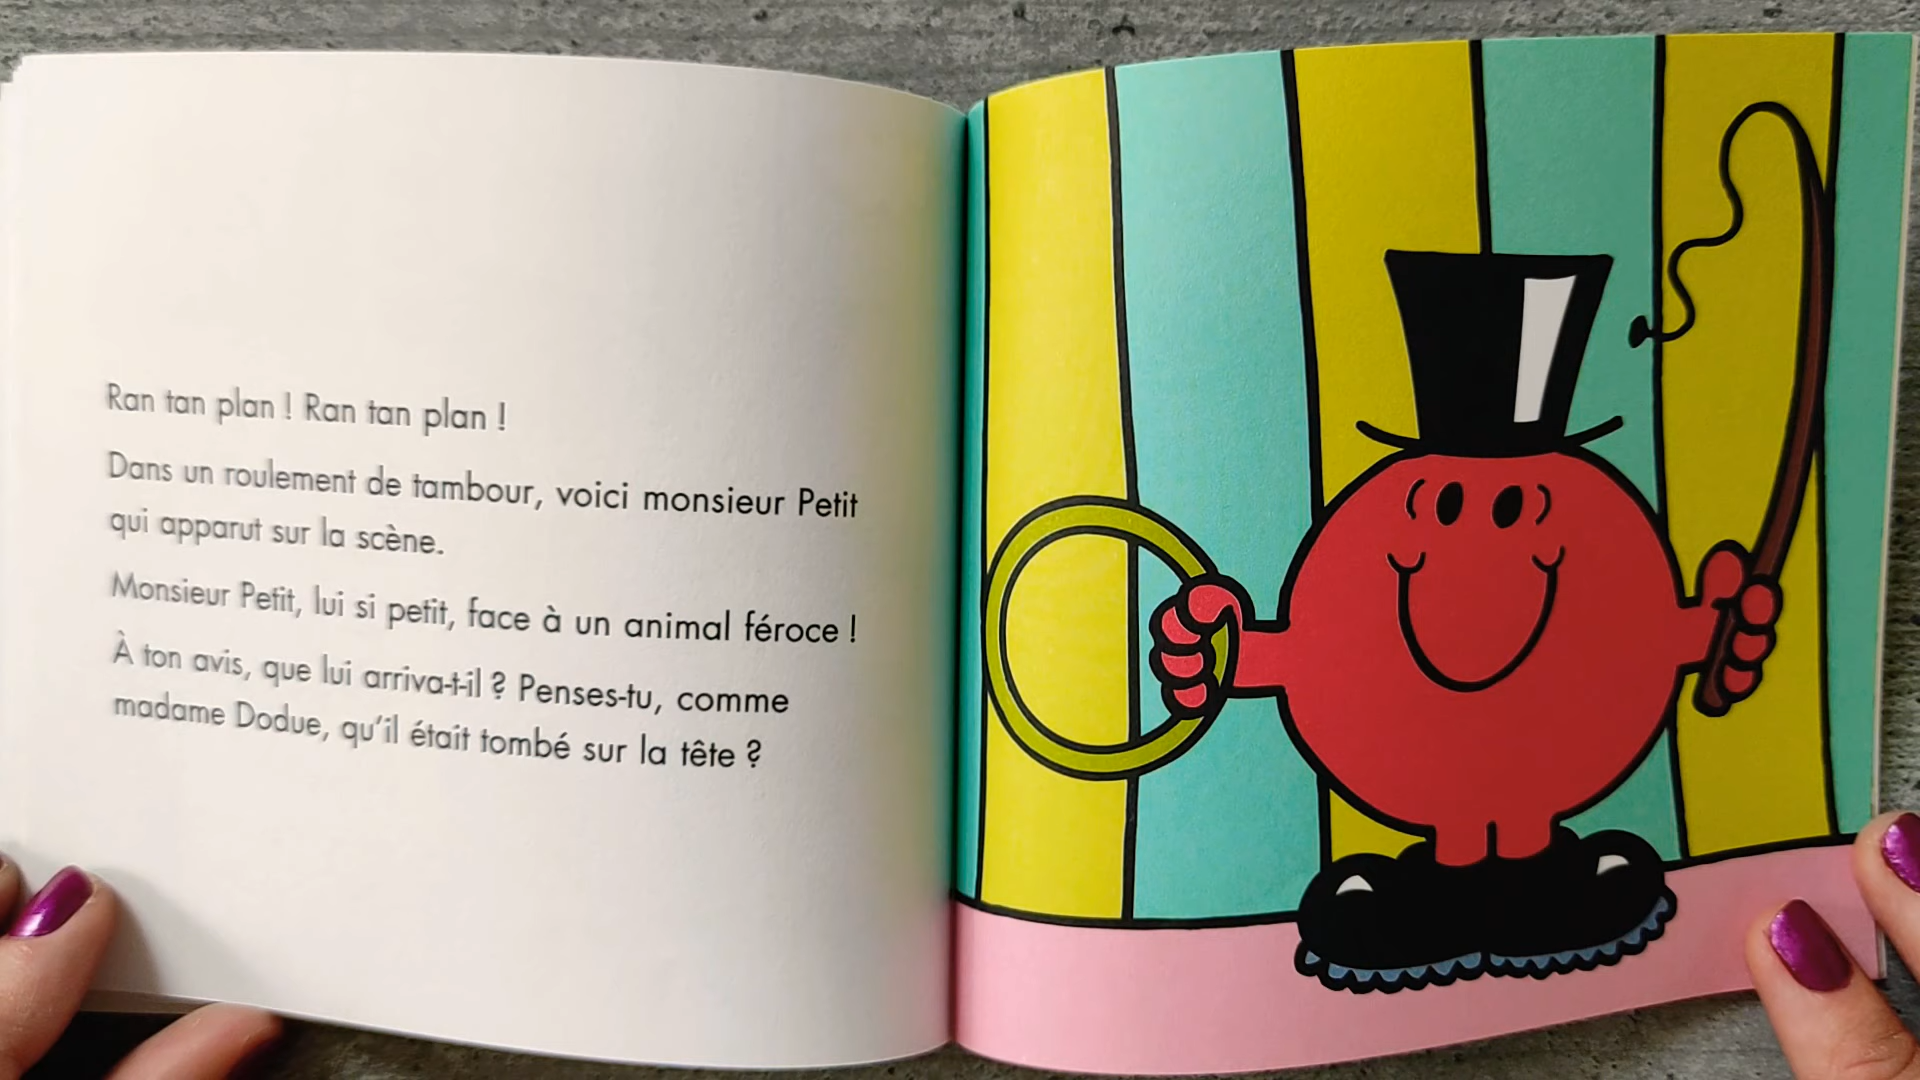 Ran tan plan ! Ran tan plan !
Dans un roulement de tambour, voici monsieur Petit
qui apparut sur la scène.
Monsieur Petit, lui si petit, face à un animal féroce !
À ton avis, que lui arriva-t-il ? Penses-tu, comme
madame Dodue, qu'il était tombé sur la tête ?